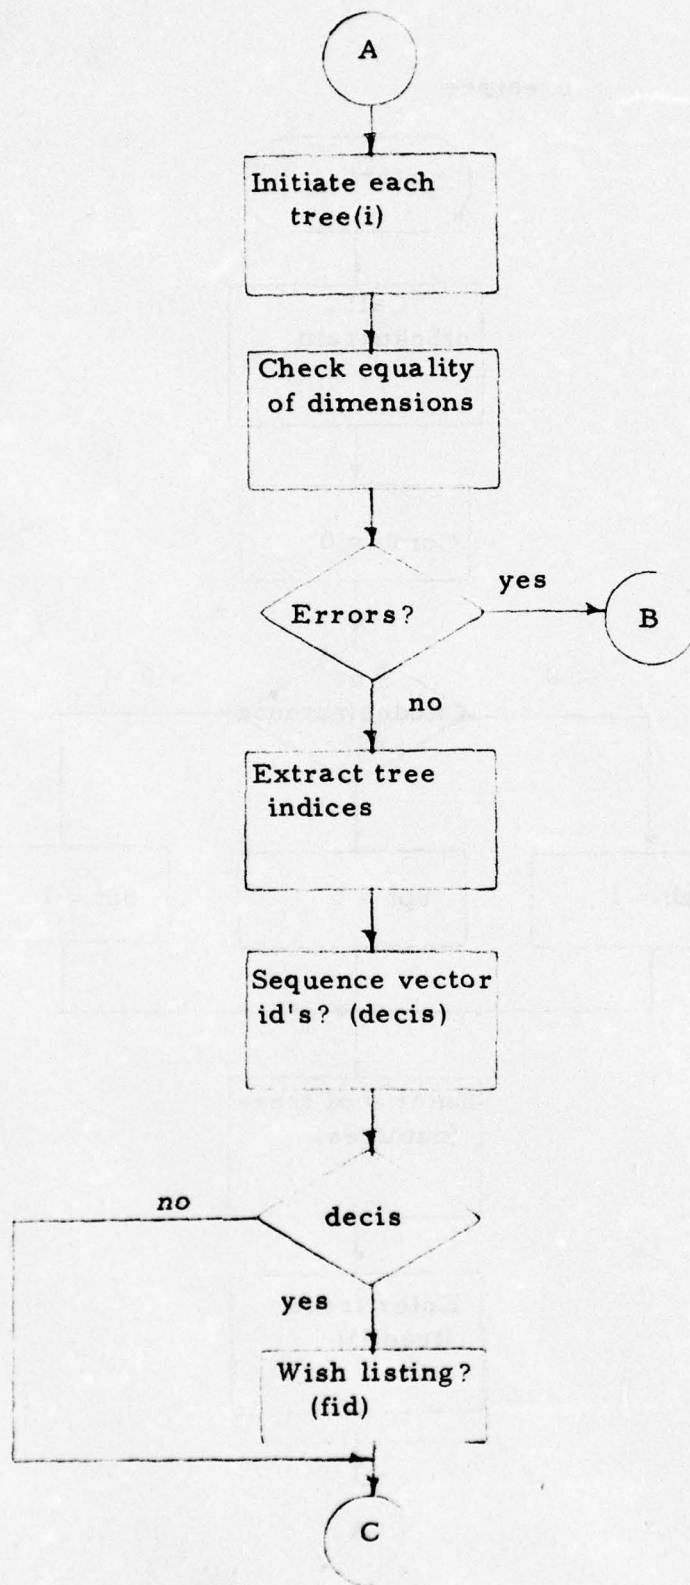 A
Initiate each
tree(i)
Check equality
of dimensions
Errors?
yes
B
no
Extract tree
indices
Sequence vector
id's? (decis)
no
decis
yes
Wish listing?
(fid)
C